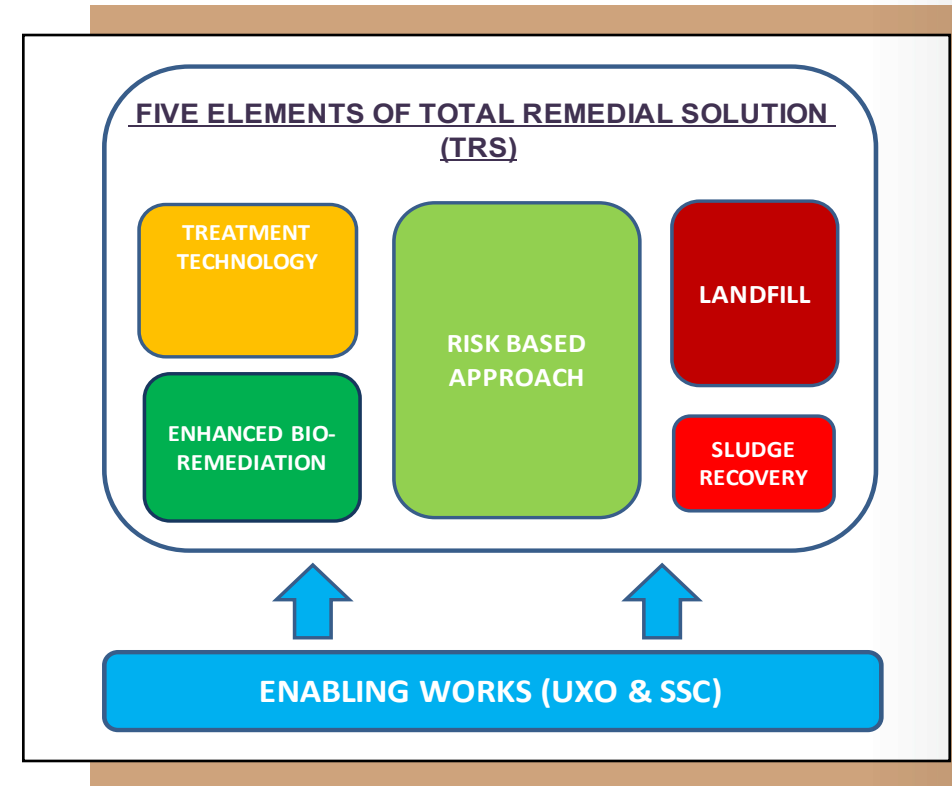 FIVE ELEMENTS OF TOTAL REMEDIAL SOLUTION
(TRS)
TREATMENT
TECHNOLOGY
ENHANCED BIO-
REMEDIATION
RISK BASED
APPROACH
LANDFILL
SLUDGE
RECOVERY
ENABLING WORKS (UXO & SSC)